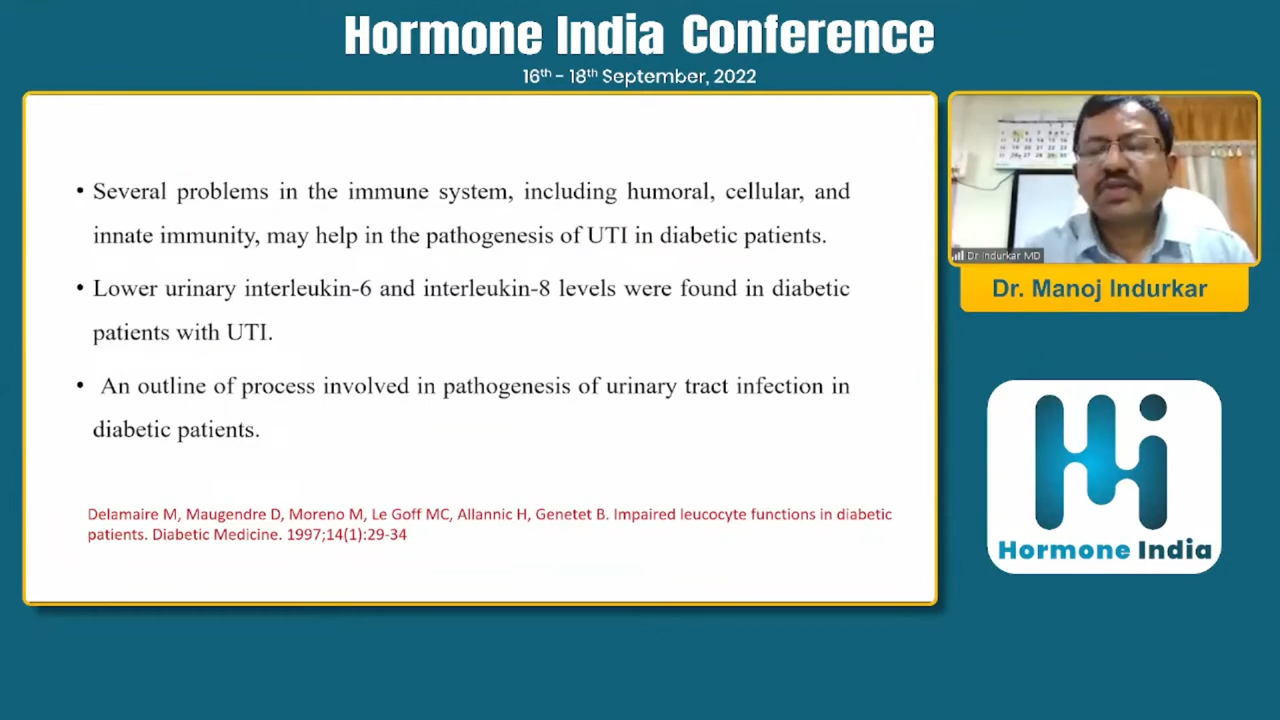 Hormone India Conference
16th - 18th September, 2022
• Several problems in the immune system, including humoral, cellular, and
innate immunity, may help in the pathogenesis of UTI in diabetic patients.
• Lower urinary interleukin-6 and interleukin-8 levels were found in diabetic
patients with UTI.
• An outline of process involved in pathogenesis of urinary tract infection in
diabetic patients.
Delamaire M, Maugendre D, Moreno M, Le Goff MC, Allannic H, Genetet B. Impaired leucocyte functions in diabetic
patients. Diabetic Medicine. 1997;14(1):29-34
Dr Indurkar MD
Dr. Manoj Indurkar
Hi
Hormone India